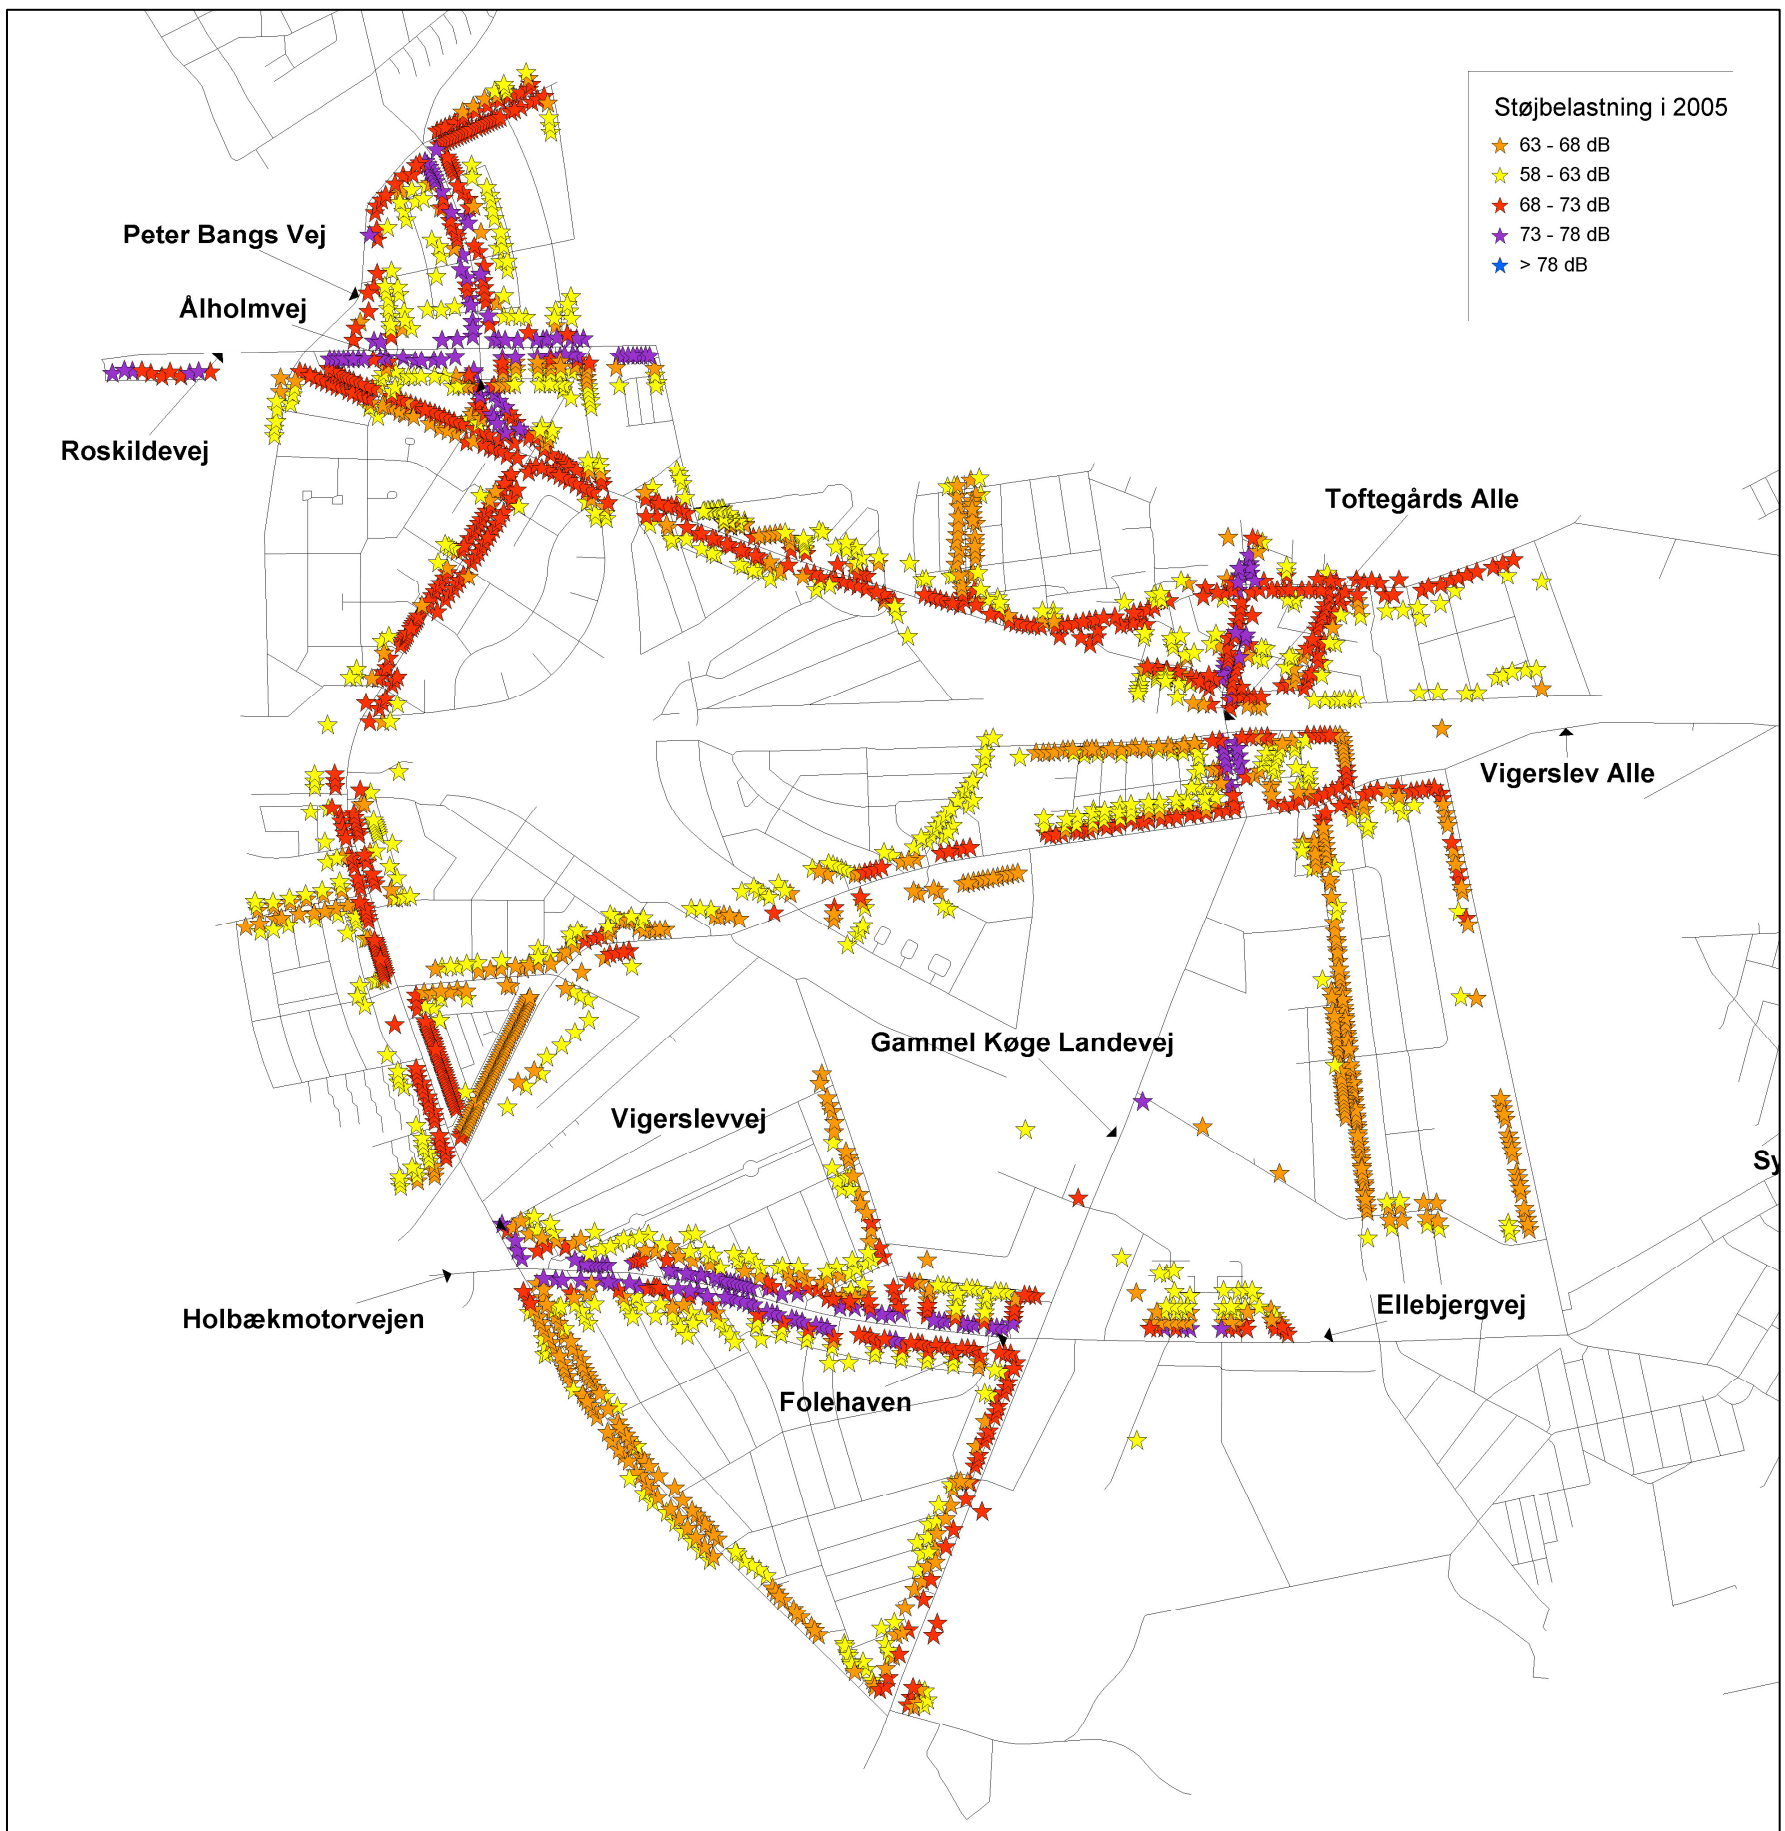 Støjbelastning i 2005
63 - 68 dB
58 - 63 dB
68 - 73 dB
73 - 78 dB
> 78 dB
Peter Bangs Vej
Ålholmvej
Roskildevej
Toftegårds Alle
Vigerslev Alle
Gammel Køge Landevej
Vigerslevvej
Sy
Holbækmotorvejen
Ellebjergvej
Folehaven